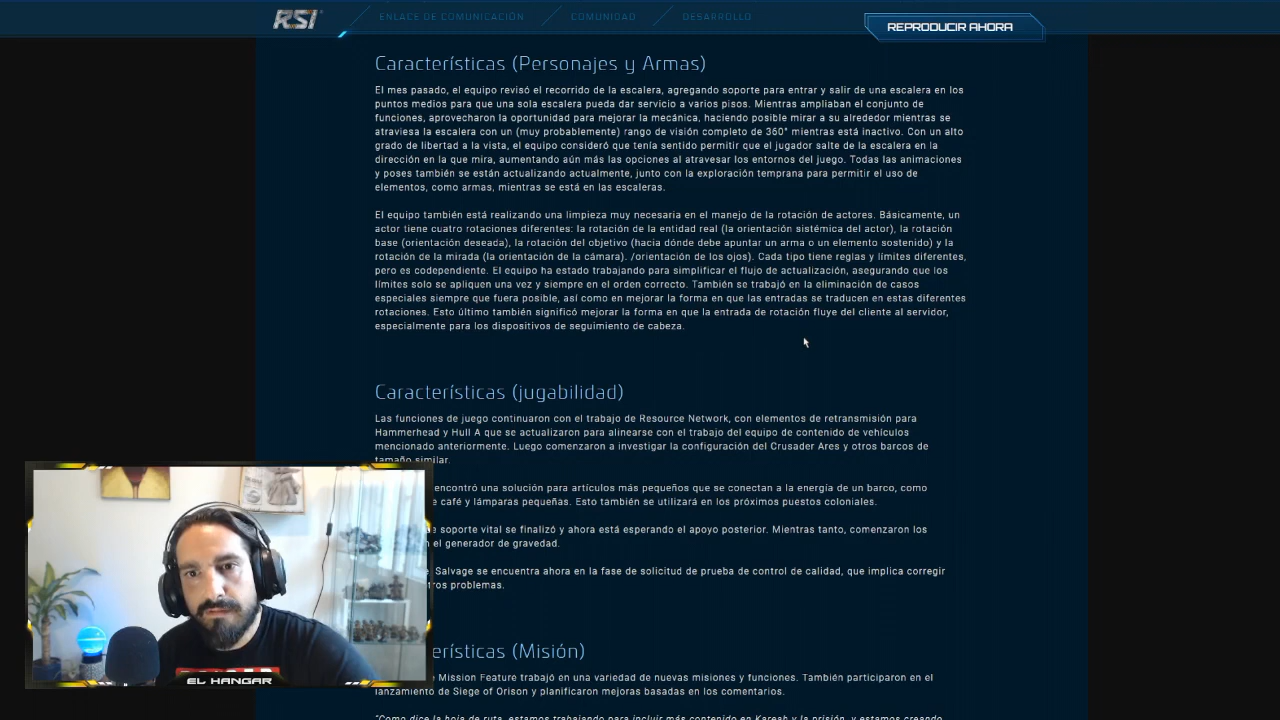 RSI
ENLACE DE COMUNICACIÓN
COMUNIDAD
DESARROLLO
REPRODUCIR AHORA
Características (Personajes y Armas)
El mes pasado, el equipo revisó el recorrido de la escalera, agregando soporte para entrar y salir de una escalera en los
puntos medios para que una sola escalera pueda dar servicio a varios pisos. Mientras ampliaban el conjunto de
funciones, aprovecharon la oportunidad para mejorar la mecánica, haciendo posible mirar a su alrededor mientras se
atraviesa la escalera con un (muy probablemente) rango de visión completo de 360° mientras está inactivo. Con un alto
grado de libertad a la vista, el equipo consideró que tenía sentido permitir que el jugador salte de la escalera en la
dirección en la que mira, aumentando aún más las opciones al atravesar los entornos del juego. Todas las animaciones
y poses también se están actualizando actualmente, junto con la exploración temprana para permitir el uso de
elementos, como armas, mientras se está en las escaleras.
El equipo también está realizando una limpieza muy necesaria en el manejo de la rotación de actores. Básicamente, un
actor tiene cuatro rotaciones diferentes: la rotación de la entidad real (la orientación sistémica del actor), la rotación
base (orientación deseada), la rotación del objetivo (hacia dónde debe apuntar un arma o un elemento sostenido) y la
rotación de la mirada (la orientación de la cámara). /orientación de los ojos). Cada tipo tiene reglas y límites diferentes,
pero es codependiente. El equipo ha estado trabajando para simplificar el flujo de actualización, asegurando que los
límites solo se apliquen una vez y siempre en el orden correcto. También se trabajó en la eliminación de casos
especiales siempre que fuera posible, así como en mejorar la forma en que las entradas se traducen en estas diferentes
rotaciones. Esto último también significó mejorar la forma en que la entrada de rotación fluye del cliente al servidor,
especialmente para los dispositivos de seguimiento de cabeza.
Características (jugabilidad)
Las funciones de juego continuaron con el trabajo de Resource Network, con elementos de retransmisión para
Hammerhead y Hull A que se actualizaron para alinearse con el trabajo del equipo de contenido de vehículos
mencionado anteriormente. Luego comenzaron a investigar la configuración del Crusader Ares y otros barcos de
tamaño similar.
encontró una solución para artículos más pequeños que se conectan a la energía de un barco, como
de café y lámparas pequeñas. Esto también se utilizará en los próximos puestos coloniales.
soporte vital se finalizó y ahora está esperando el apoyo posterior. Mientras tanto, comenzaron los
el generador de gravedad.
Salvage se encuentra ahora en la fase de solicitud de prueba de control de calidad, que implica corregir
problemas.
(Misión)
Mission Feature trabajó en una variedad de nuevas misiones y funciones. También participaron en el
lanzamiento de Siege of Orison y planificaron mejoras basadas en los comentarios.
"Como dice la hoja de ruta, estamos trabajando para incluir más contenido en Kareah y la prisión, y estamos creando
EL HANGAR